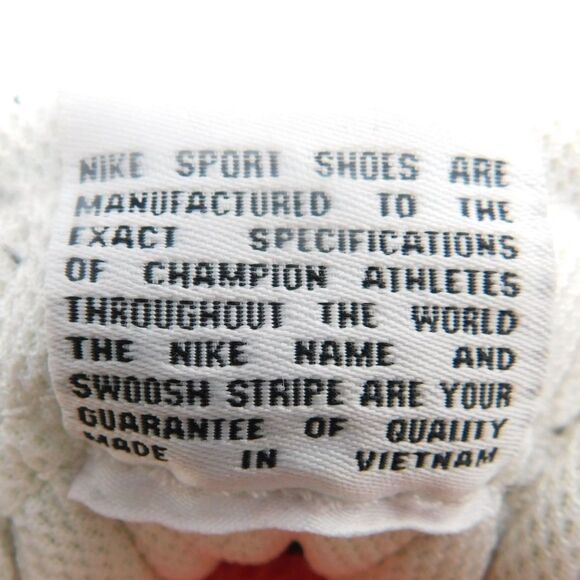 NIKE SPORT SHOES ARE
MANUFACTURED TO THE
EXACT SPECIFICATIONS
OF CHAMPION ATHLETES
THROUGHOUT THE WORLD
THE NIKE NAME AND
SWOOSH STRIPE ARE YOUR
GUARANTEE OF QUALITY
MADE IN VIETNAM